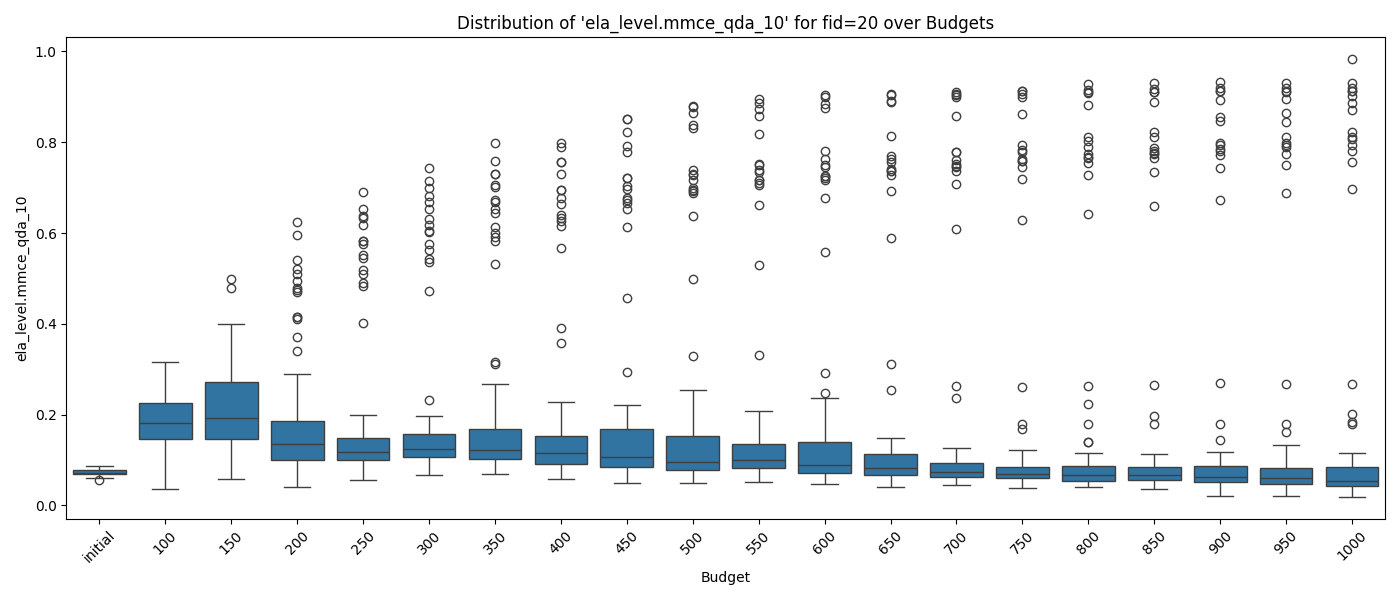 Distribution of 'ela_level.mmce_qda_10' for fid=20 over Budgets
ela_level.mmce_qda_10
1.0
0.8
0.6
0.4
0.2
0.0
initial 100 150 200 250 300 350 400 450 500 550 600 650 700 750 800 850 900 950 1000
Budget